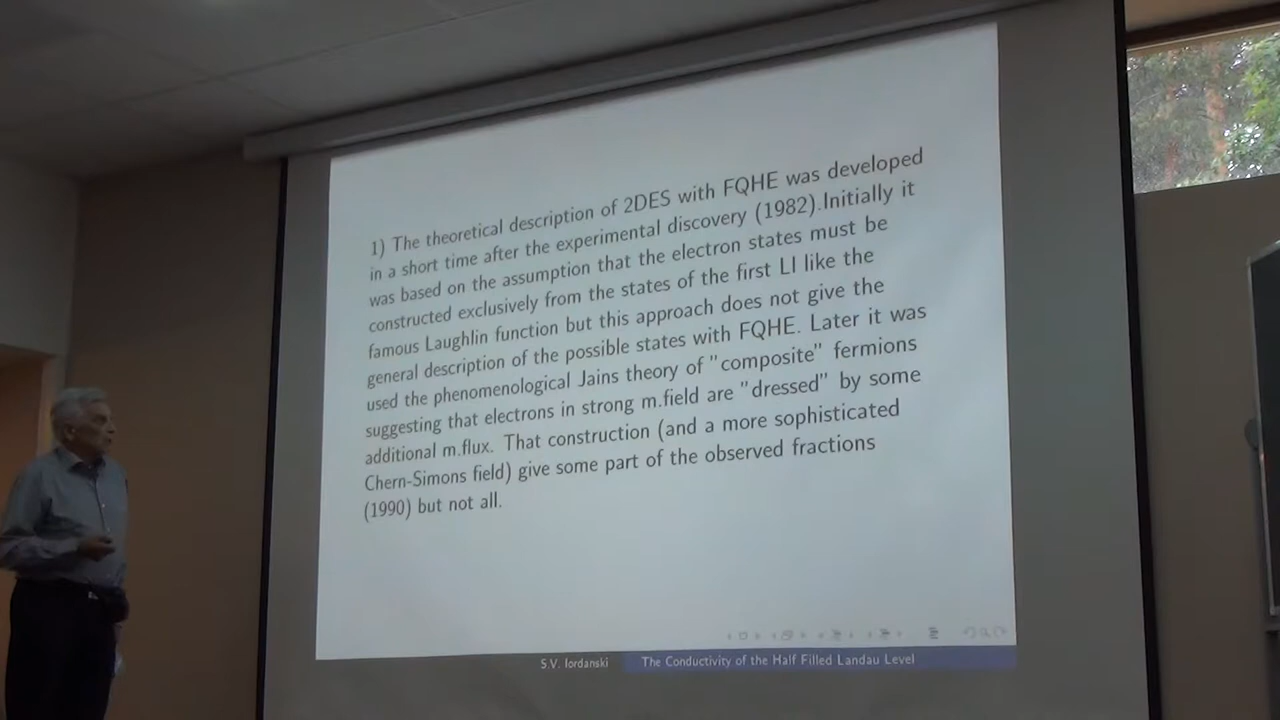 1) The theoretical description of 2DES with FQHE was developed
in a short time after the experimental discovery (1982).Initially it
was based on the assumption that the electron states must be
constructed exclusively from the states of the first Ll like the
famous Laughlin function but this approach does not give the
general description of the possible states with FQHE. Later it was
used the phenomenological Jains theory of "composite" fermions
suggesting that electrons in strong m.field are "dressed" by some
additional m.flux. That construction (and a more sophisticated
Chern-Simons field) give some part of the observed fractions
(1990) but not all.
S.V. Iordanski The Conductivity of the Half Filled Landau Level